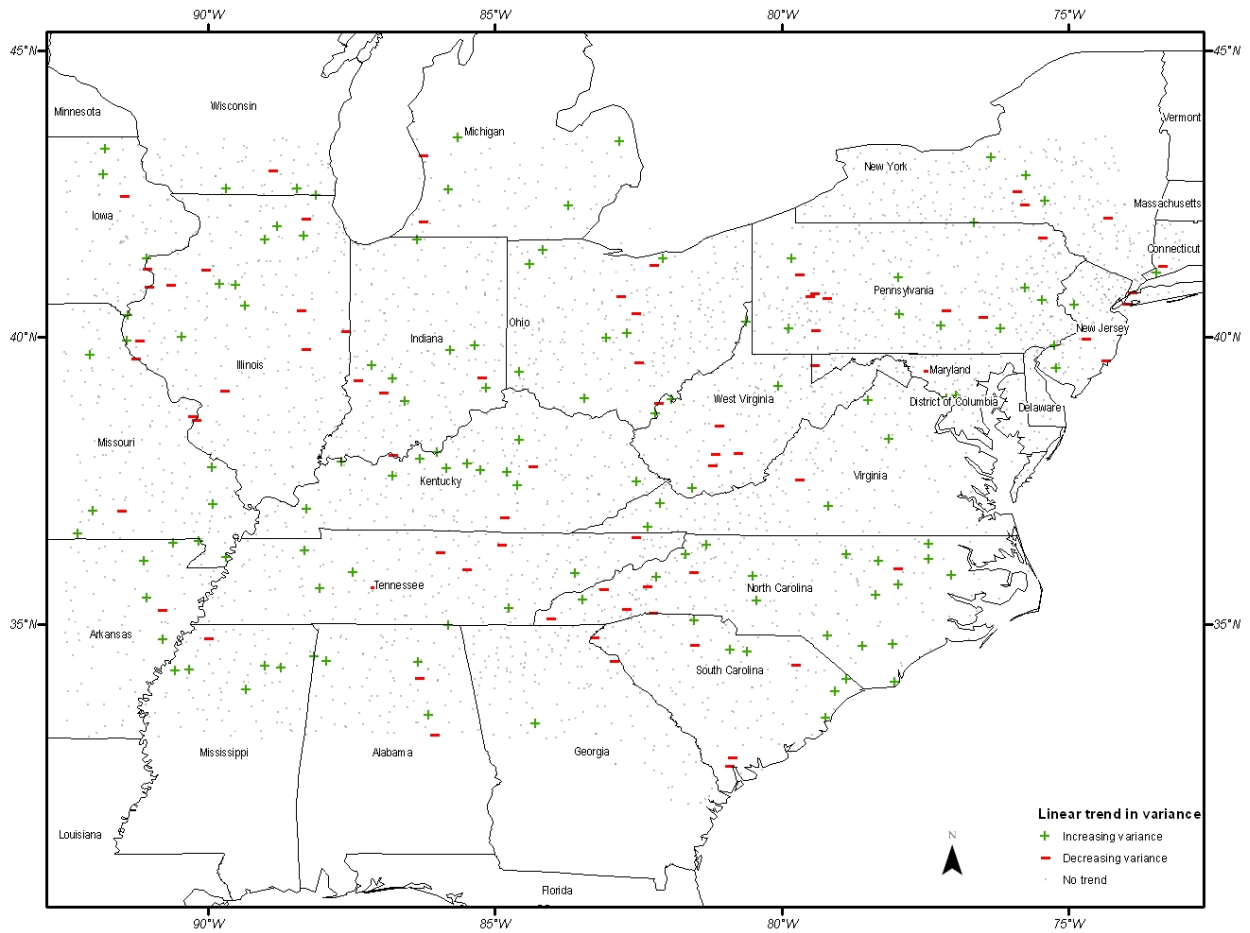 90°W 85°W 80°W 75°W
45°N 45°N
Wisconsin
Minnesota
Vermont
Michigan
New York
Massachusetts
Iowa
Connecticut
Pennsylvania
Ohio
New Jersey
40°N 40°N
Indiana
Illinois
Maryland
West Virginia
District of Columbia
Delaware
Missouri
Virginia
Kentucky
Tennessee
North Carolina
35°N 35°N
Arkansas
South Carolina
Mississippi
Alabama
Georgia
Linear trend in variance
Louisiana
N
Increasing variance
Decreasing variance
No trend
Florida
90°W 85°W 80°W 75°W